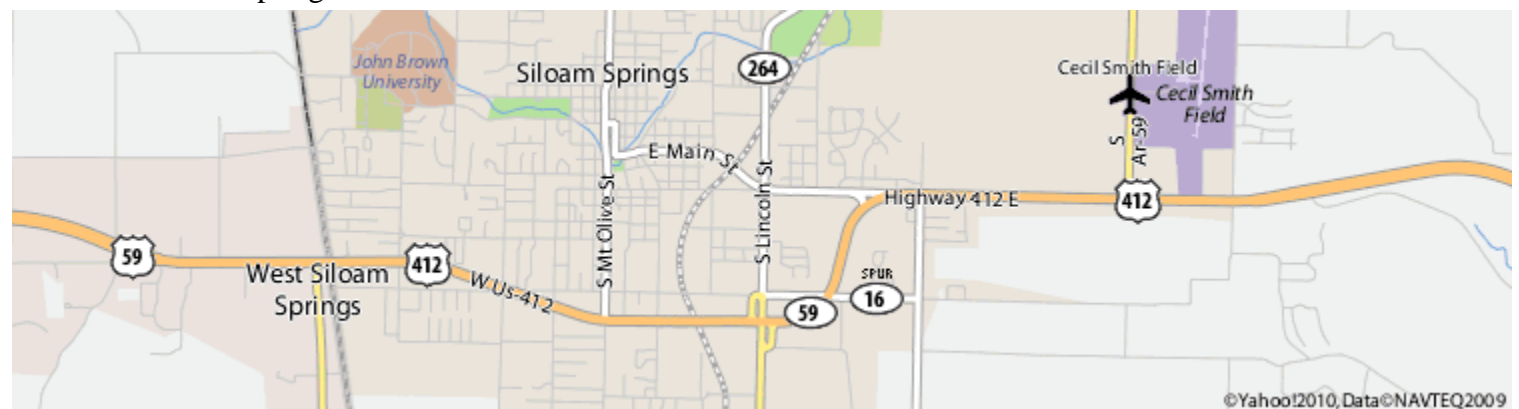 John Brown
University
Siloam Springs
264
Cecil Smith Field
Cecil Smith
Field
S
Ar-59
E Main St
S Mt Olive St
S Lincoln St
Highway 412 E
412
59
412
West Siloam
Springs
W Us-412
SPUR
16
59
©Yahoo!2010,Data©NAVTEQ2009